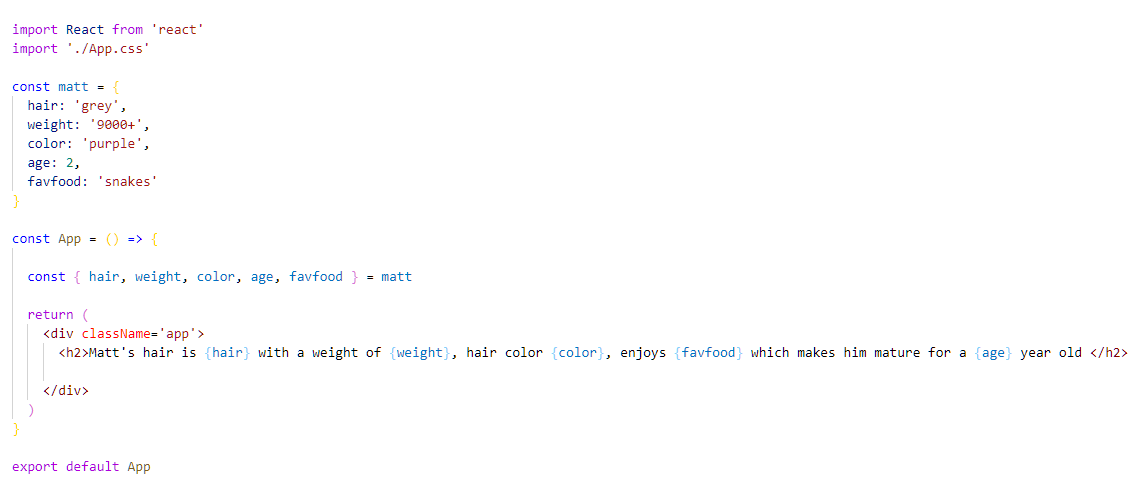 import React from 'react'
import './App.css'
const matt = {
hair: 'grey',
weight: '9000+',
color: 'purple',
age: 2,
favfood: 'snakes'
}
const App = () => {
const { hair, weight, color, age, favfood } = matt
return (
<div className='app'>
<h2>Matt's hair is {hair} with a weight of {weight}, hair color {color}, enjoys {favfood} which makes him mature for a {age} year old </h2>
</div>
)
}
export default App